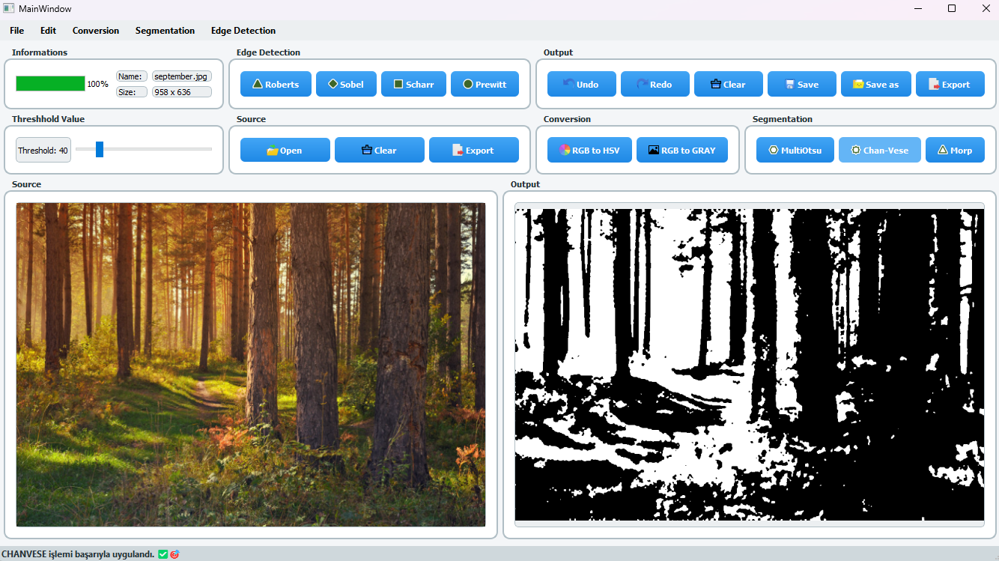 MainWindow
File Edit Conversion Segmentation Edge Detection
Informations
100%
Name: september.jpg
Size: 958 x 636
Edge Detection
Roberts Sobel Scharr Prewitt
Output
Undo Redo Clear Save Save as Export
Threshhold Value
Threshold: 40
Source
Open Clear Export
Conversion
RGB to HSV RGB to GRAY
Segmentation
MultiOtsu Chan-Vese Morp
Source
Output
CHANVESE işlemi başarıyla uygulandı. ✅🎯